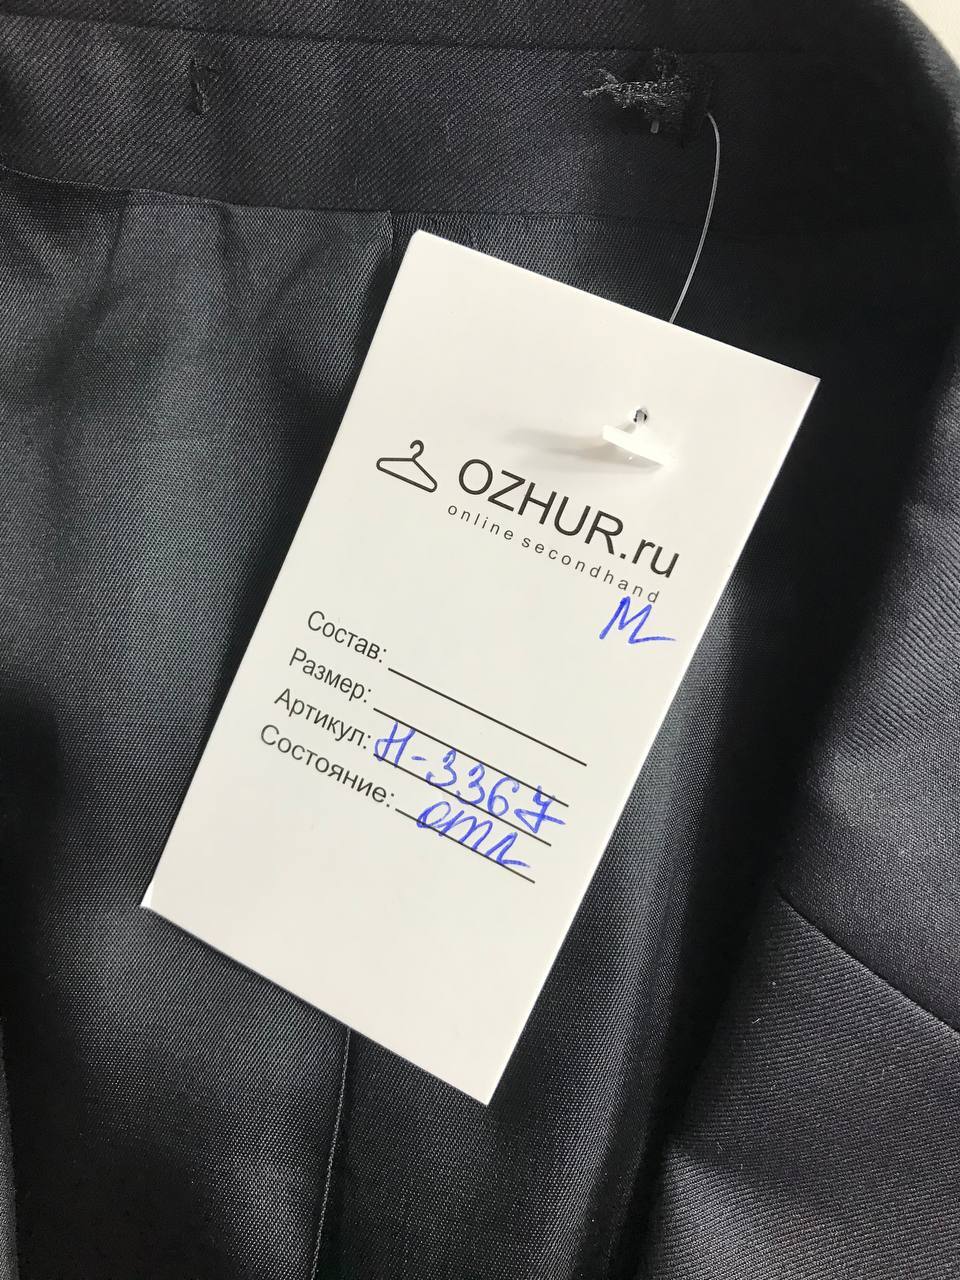 OZHUR.ru
online secondhand
М
Состав:
Размер:
Артикул: Н-3367
Состояние: отл